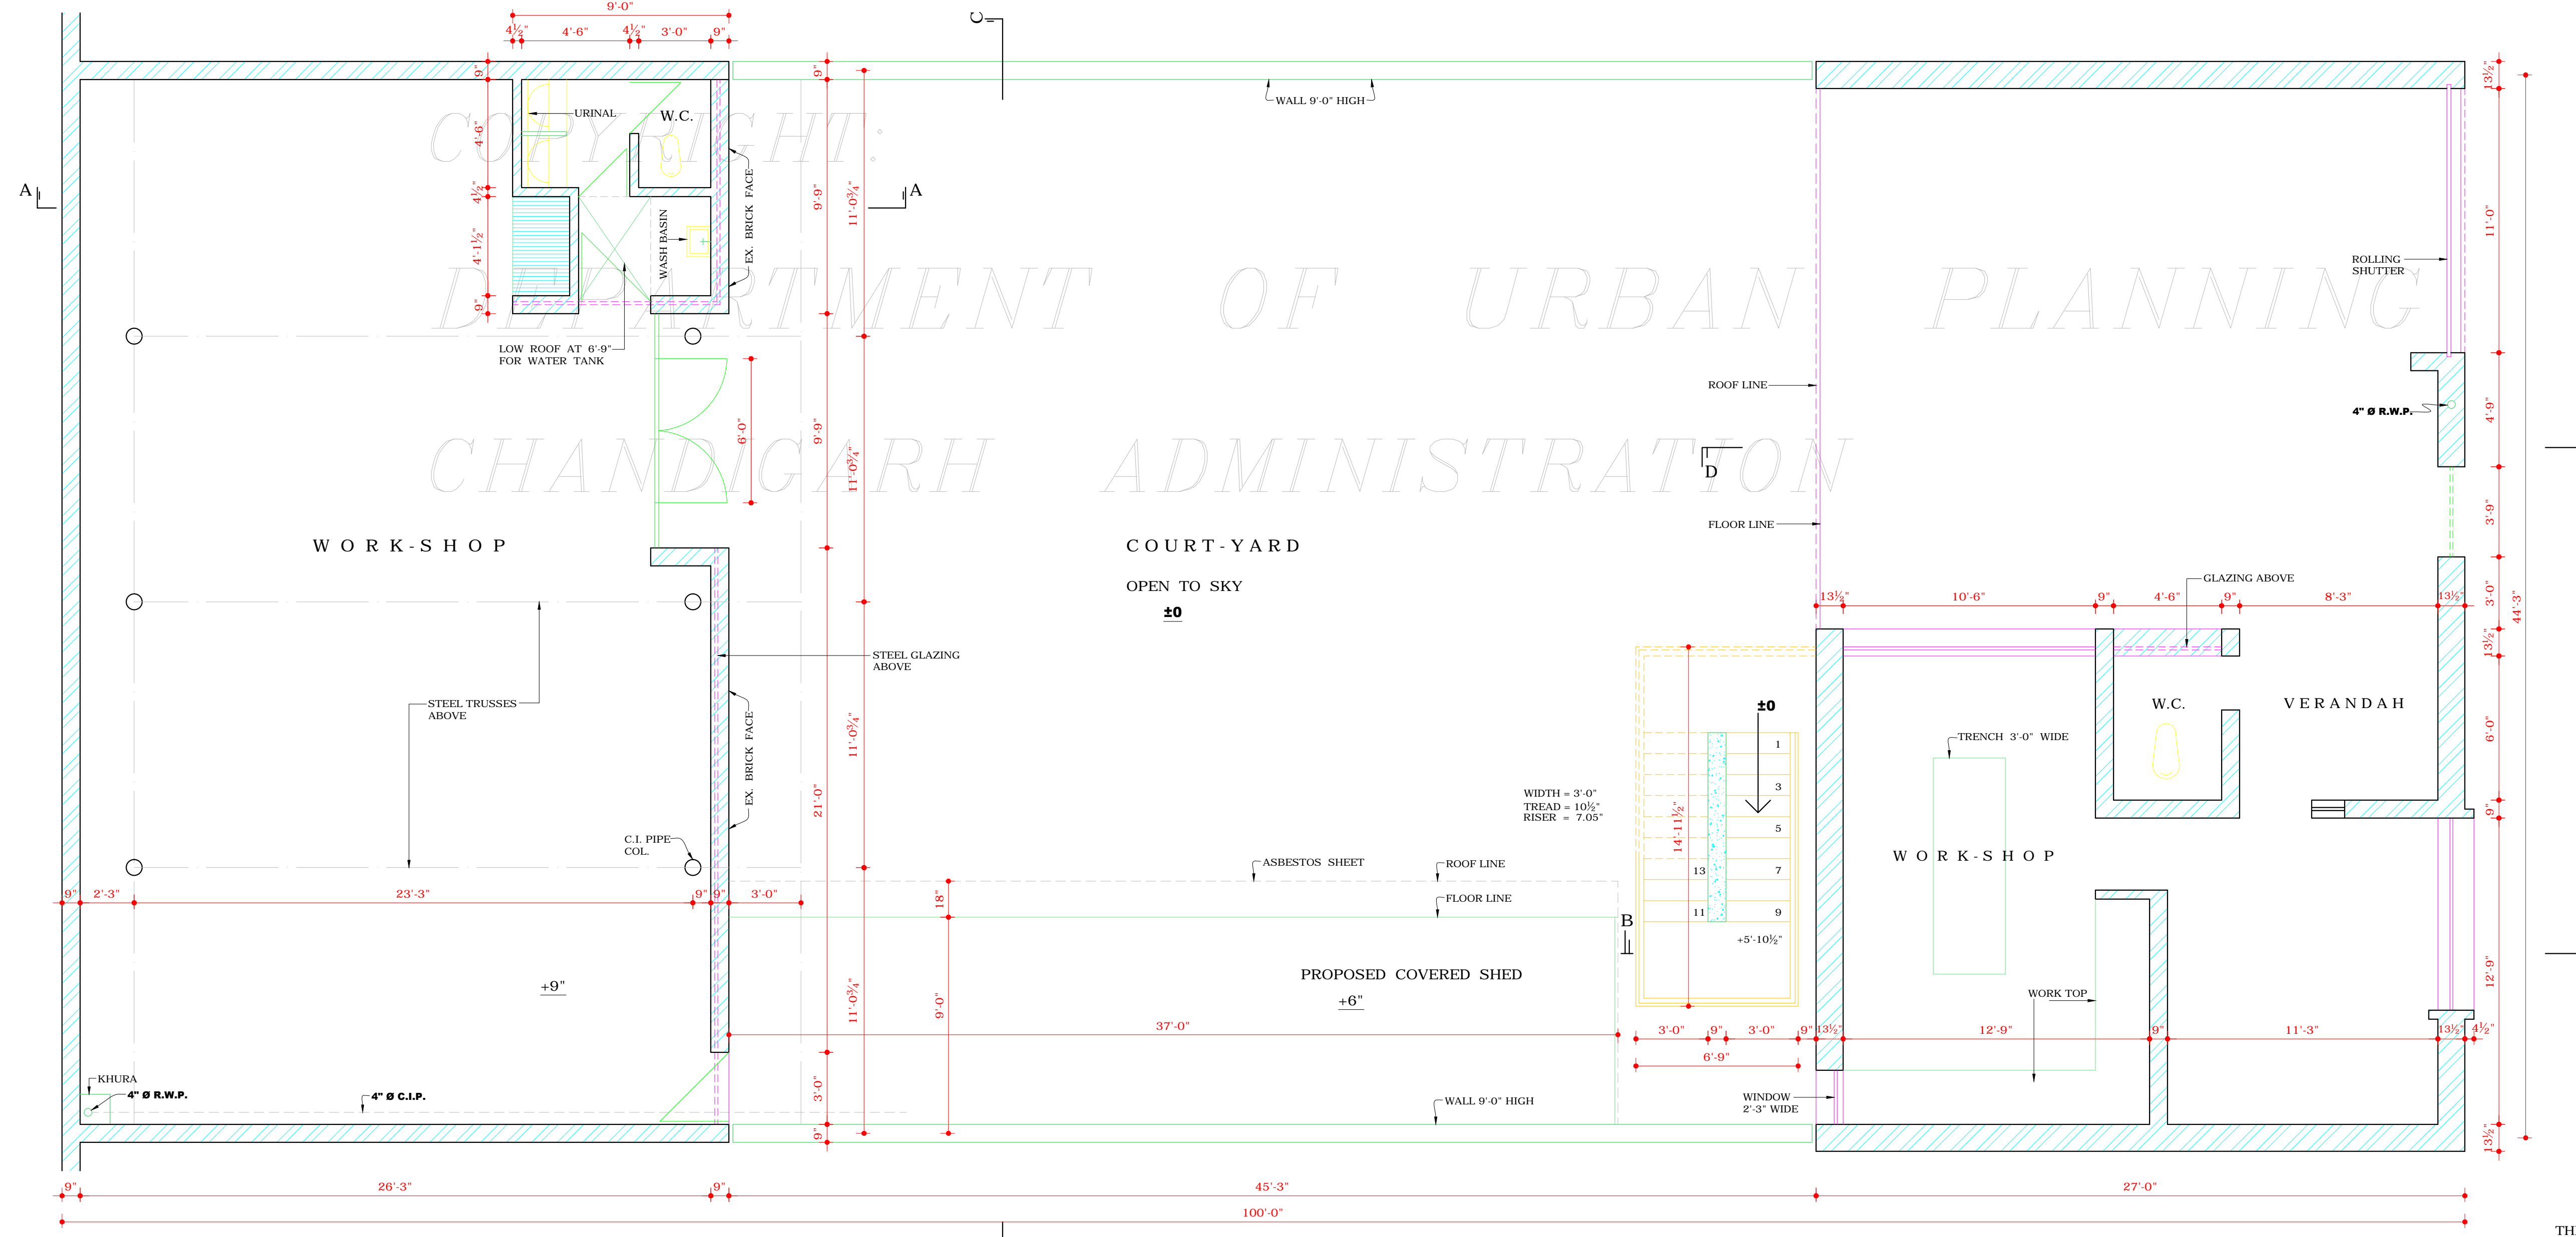 9'-0"
4½" 4'-6" 4½" 3'-0" 9"
C
9"
4'-6"
4½"
4'-1½"
9"
URINAL
W.C.
WASH BASIN
EX. BRICK FACE
LOW ROOF AT 6'-9"
FOR WATER TANK
A
A
9"
9'-9"
9'-9"
21'-0"
3'-0"
9"
11'-0¾"
11'-0¾"
11'-0¾"
11'-0¾"
WALL 9'-0" HIGH
COPYRIGHT:
DEPARTMENT OF URBAN PLANNING
CHANDIGARH ADMINISTRATION
6'-0"
WORK-SHOP
COURT-YARD
OPEN TO SKY
±0
ROOF LINE
D
FLOOR LINE
ROLLING
SHUTTER
4" Ø R.W.P.
GLAZING ABOVE
13½"
11'-0"
4'-9"
3'-9"
3'-0"
13½"
6'-0"
9"
12'-9"
13½"
44'-3"
13½" 10'-6" 9" 4'-6" 9" 8'-3" 13½"
STEEL GLAZING
ABOVE
STEEL TRUSSES
ABOVE
EX. BRICK FACE
C.I. PIPE
COL.
9" 2'-3" 23'-3" 9" 9" 3'-0"
18"
9'-0"
ASBESTOS SHEET
ROOF LINE
FLOOR LINE
WIDTH = 3'-0"
TREAD = 10½"
RISER = 7.05"
14'-11½"
±0
1
3
5
13 7
11 9
+5'-10½"
B
W.C.
VERANDAH
TRENCH 3'-0" WIDE
WORK-SHOP
WORK TOP
PROPOSED COVERED SHED
+6"
+9"
37'-0"
3'-0" 9" 3'-0" 9" 13½" 12'-9" 9" 11'-3" 13½" 4½"
6'-9"
KHURA
4" Ø R.W.P.
4" Ø C.I.P.
WALL 9'-0" HIGH
WINDOW
2'-3" WIDE
9" 26'-3" 9" 45'-3" 27'-0"
100'-0"
TH